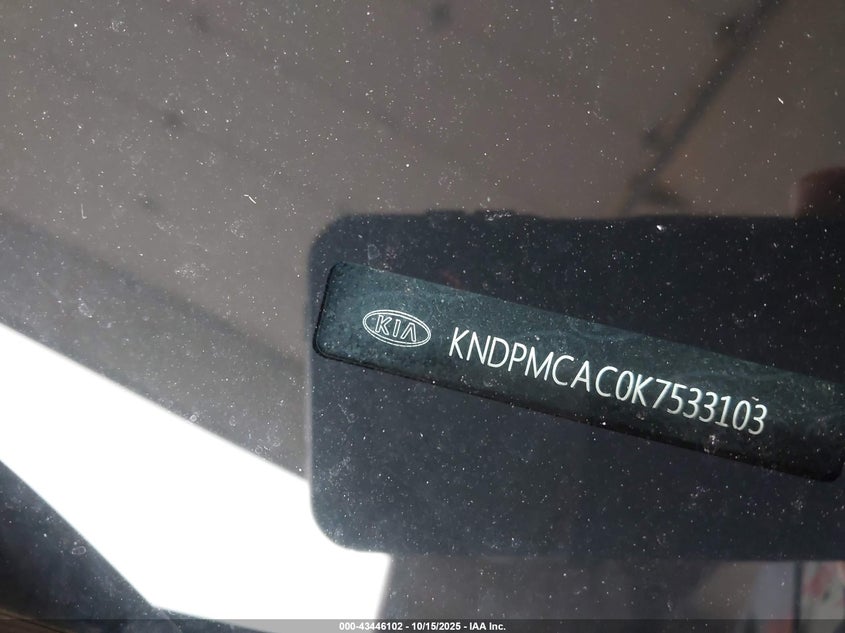 KIA KNDPMCAC0K7533103
000-43446102 - 10/15/2025 - IAA Inc.